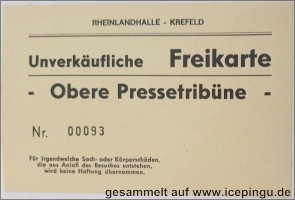 RHEINLANDHALLE - KREFELD
Unverkäufliche Freikarte
- Obere Pressetribüne -
Nr. 00093
Für irgendwelche Sach- oder Körperschäden,
die aus Anlaß des Besuches entstehen,
wird keine Haftung übernommen.
gesammelt auf www.icepingu.de